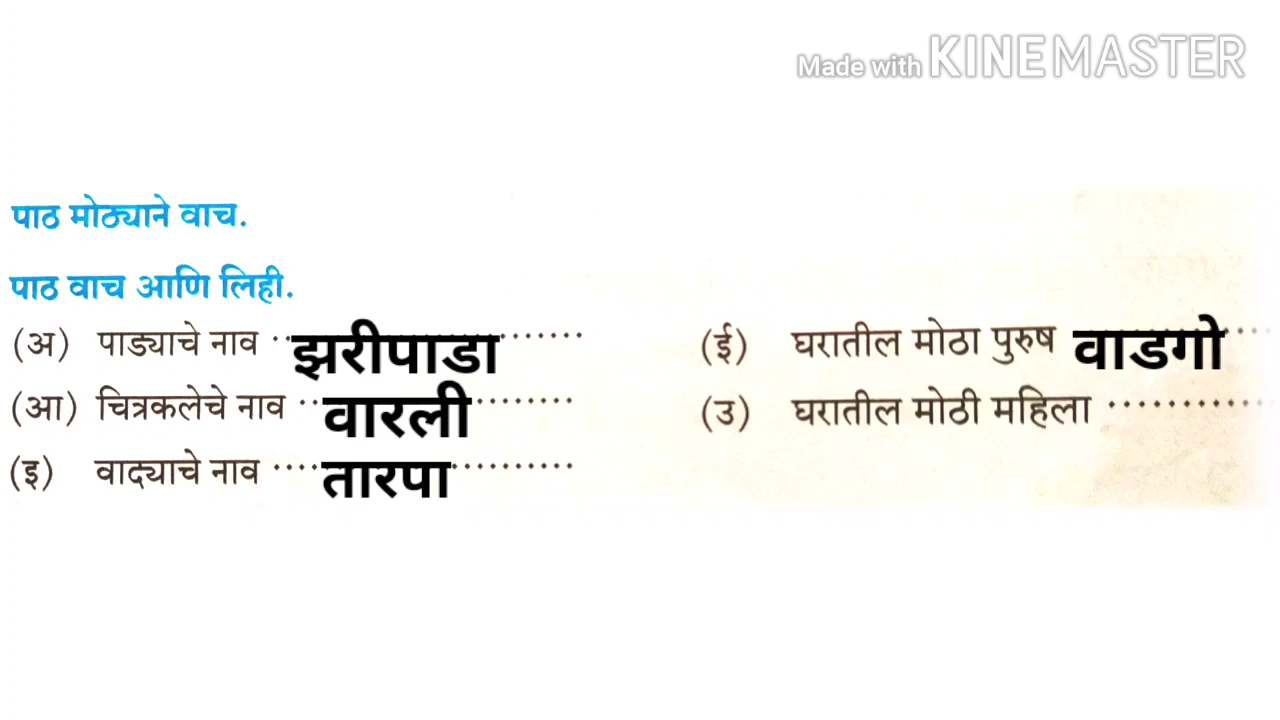 Made with KINEMASTER
पाठ मोठ्याने वाच.
पाठ वाच आणि लिही.
(अ) पाड्याचे नाव ·· झरीपाडा ·······
(आ) चित्रकलेचे नाव ·· वारली ········
(इ) वाद्याचे नाव ···· तारपा ··········
(ई) घरातील मोठा पुरुष वाडगो ···
(उ) घरातील मोठी महिला ············